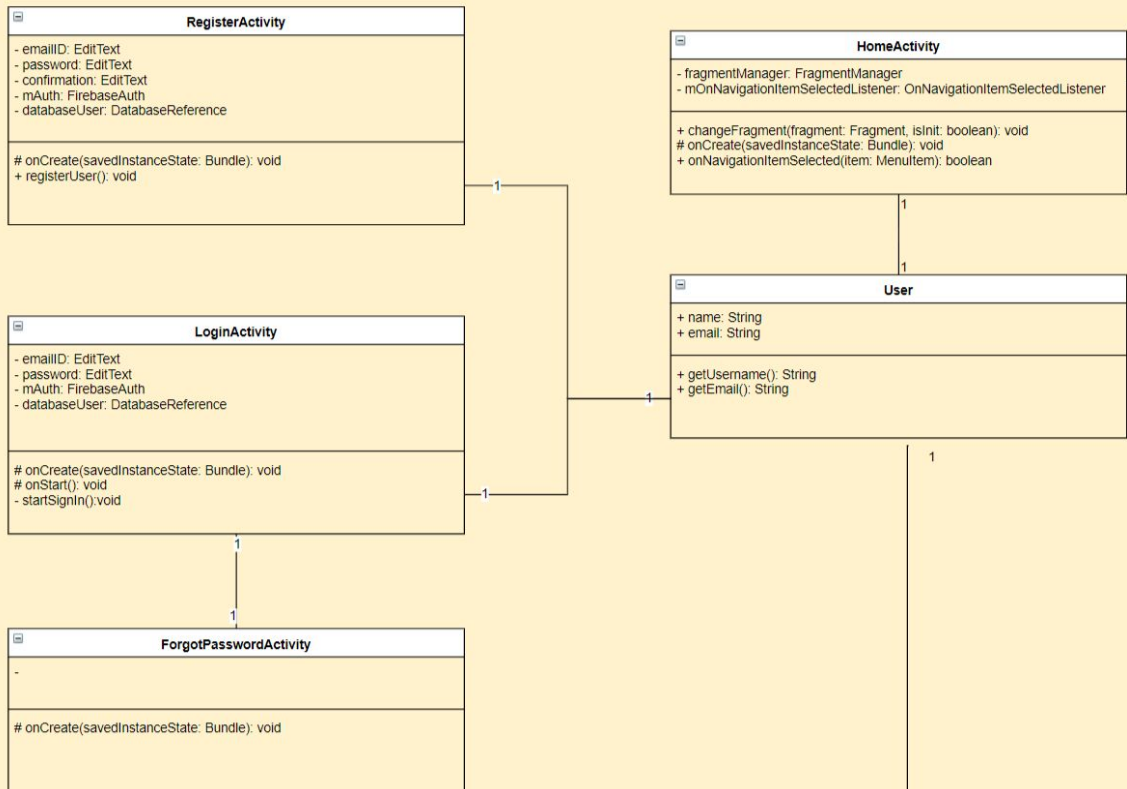 RegisterActivity
- emailID: EditText
- password: EditText
- confirmation: EditText
- mAuth: FirebaseAuth
- databaseUser: DatabaseReference
# onCreate(savedInstanceState: Bundle): void
+ registerUser(): void
1
HomeActivity
- fragmentManager: FragmentManager
- mOnNavigationItemSelectedListener: OnNavigationItemSelectedListener
+ changeFragment(fragment: Fragment, isInit: boolean): void
# onCreate(savedInstanceState: Bundle): void
+ onNavigationItemSelected(item: MenuItem): boolean
1
1
User
+ name: String
+ email: String
+ getUsername(): String
+ getEmail(): String
1
1
LoginActivity
- emailID: EditText
- password: EditText
- mAuth: FirebaseAuth
- databaseUser: DatabaseReference
# onCreate(savedInstanceState: Bundle): void
# onStart(): void
- startSignIn():void
1
1
1
ForgotPasswordActivity
-
# onCreate(savedInstanceState: Bundle): void